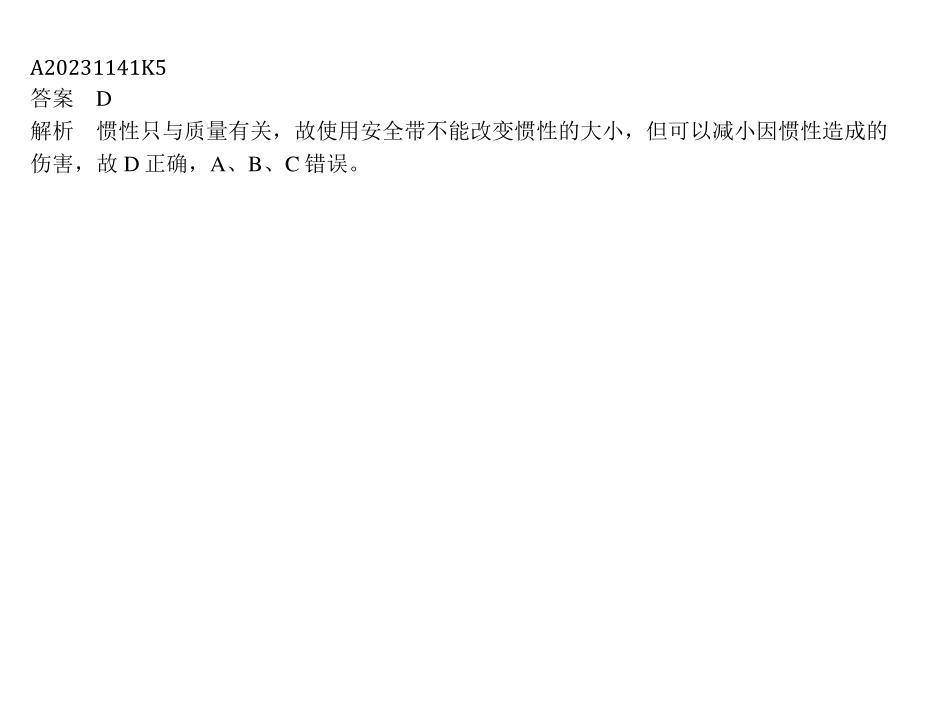 A20231141K5
答案　D
解析　惯性只与质量有关，故使用安全带不能改变惯性的大小，但可以减小因惯性造成的
伤害，故 D 正确，A、B、C 错误。